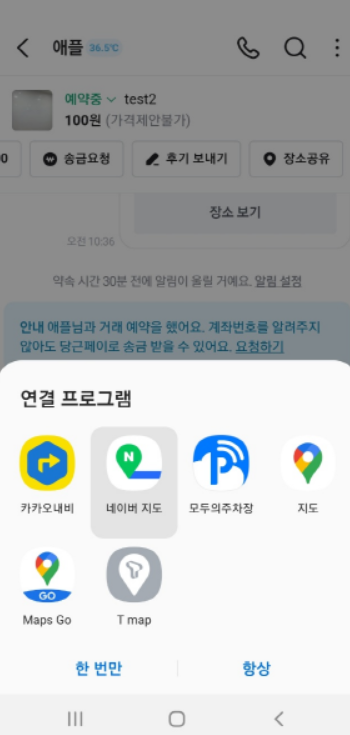 애플 36.5℃
예약중 test2
100원 (가격제안불가)
송금요청
후기 보내기
장소공유
장소 보기
오전 10:36
약속 시간 30분 전에 알림이 울릴 거예요. 알림 설정
안내 애플님과 거래 예약을 했어요. 계좌번호를 알려주지
않아도 당근페이로 송금 받을 수 있어요. 요청하기
연결 프로그램
카카오내비
네이버 지도
모두의주차장
지도
Maps Go
T map
한 번만
항상